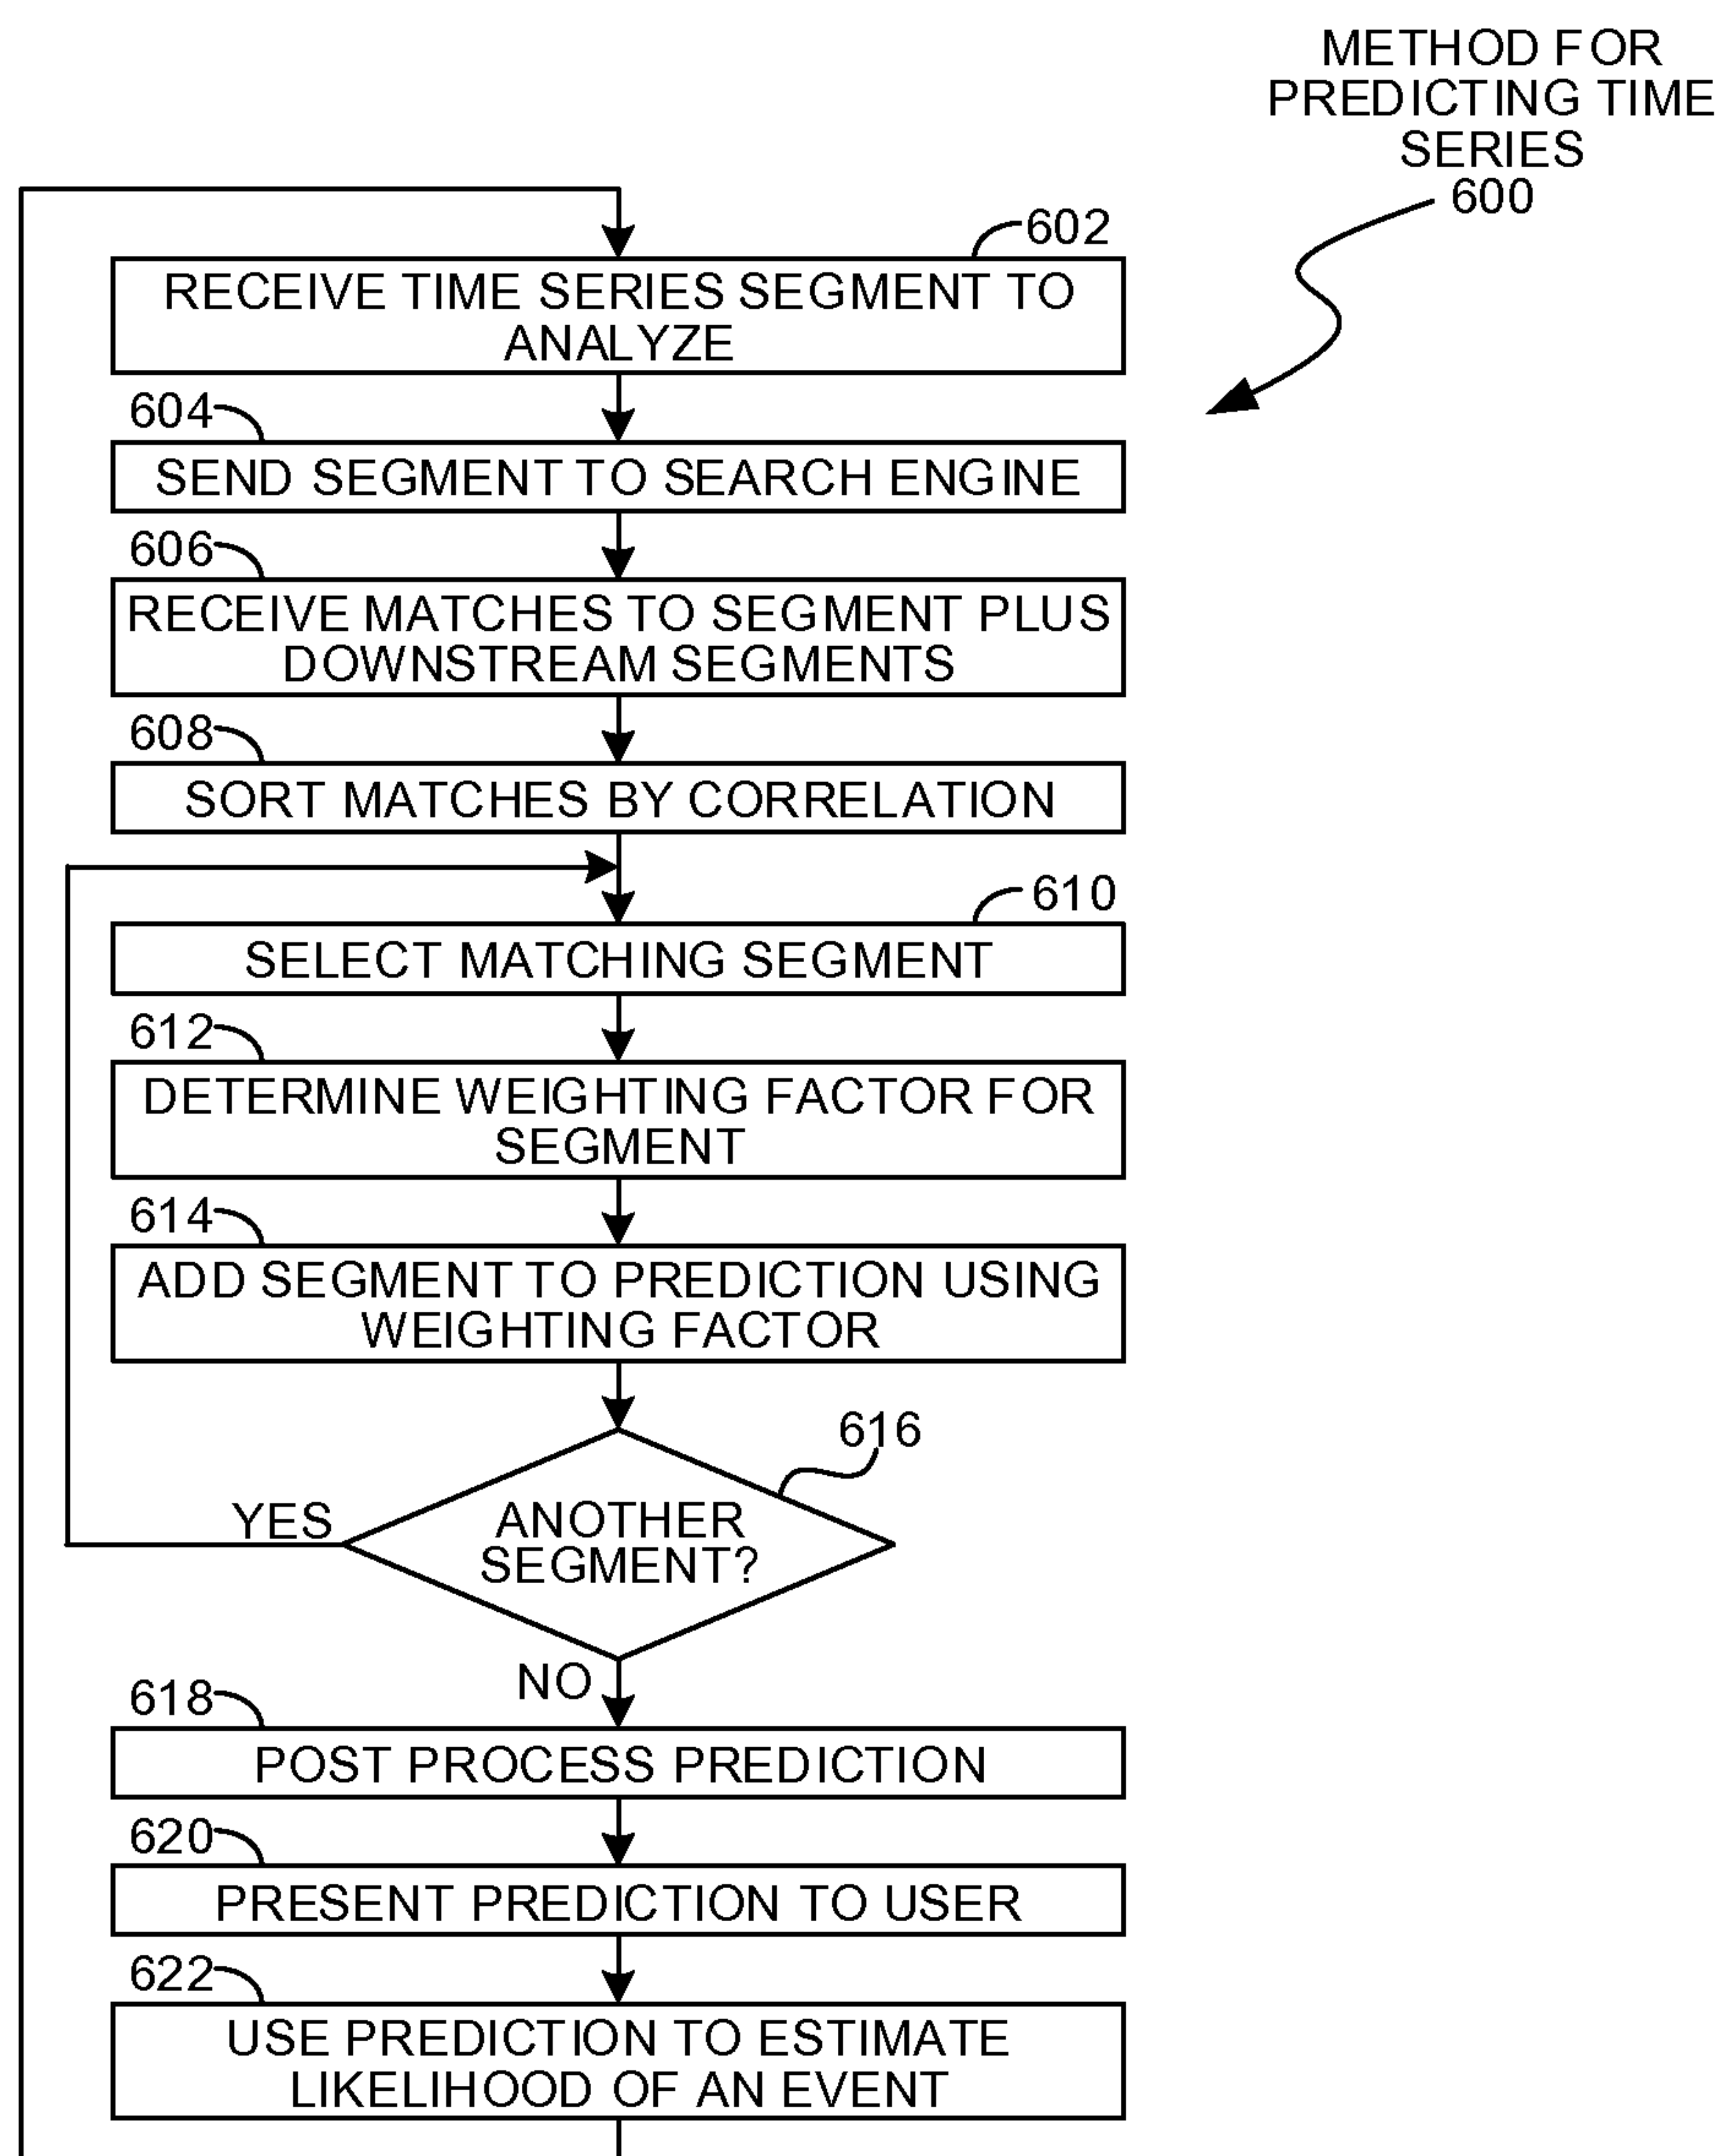 METHOD FOR
PREDICTING TIME
SERIES
600
602
RECEIVE TIME SERIES SEGMENT TO
ANALYZE
604
SEND SEGMENT TO SEARCH ENGINE
606
RECEIVE MATCHES TO SEGMENT PLUS
DOWNSTREAM SEGMENTS
608
SORT MATCHES BY CORRELATION
610
SELECT MATCHING SEGMENT
612
DETERMINE WEIGHTING FACTOR FOR
SEGMENT
614
ADD SEGMENT TO PREDICTION USING
WEIGHTING FACTOR
616
ANOTHER
SEGMENT?
YES
NO
618
POST PROCESS PREDICTION
620
PRESENT PREDICTION TO USER
622
USE PREDICTION TO ESTIMATE
LIKELIHOOD OF AN EVENT